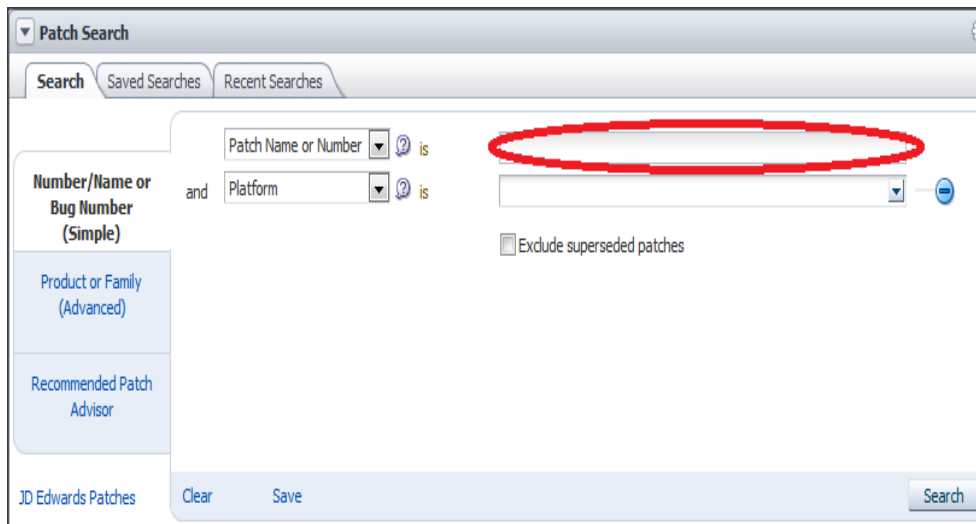 Patch Search
Search Saved Searches Recent Searches
Patch Name or Number is
and Platform is
Exclude superseded patches
Number/Name or
Bug Number
(Simple)
Product or Family
(Advanced)
Recommended Patch
Advisor
JD Edwards Patches
Clear Save Search